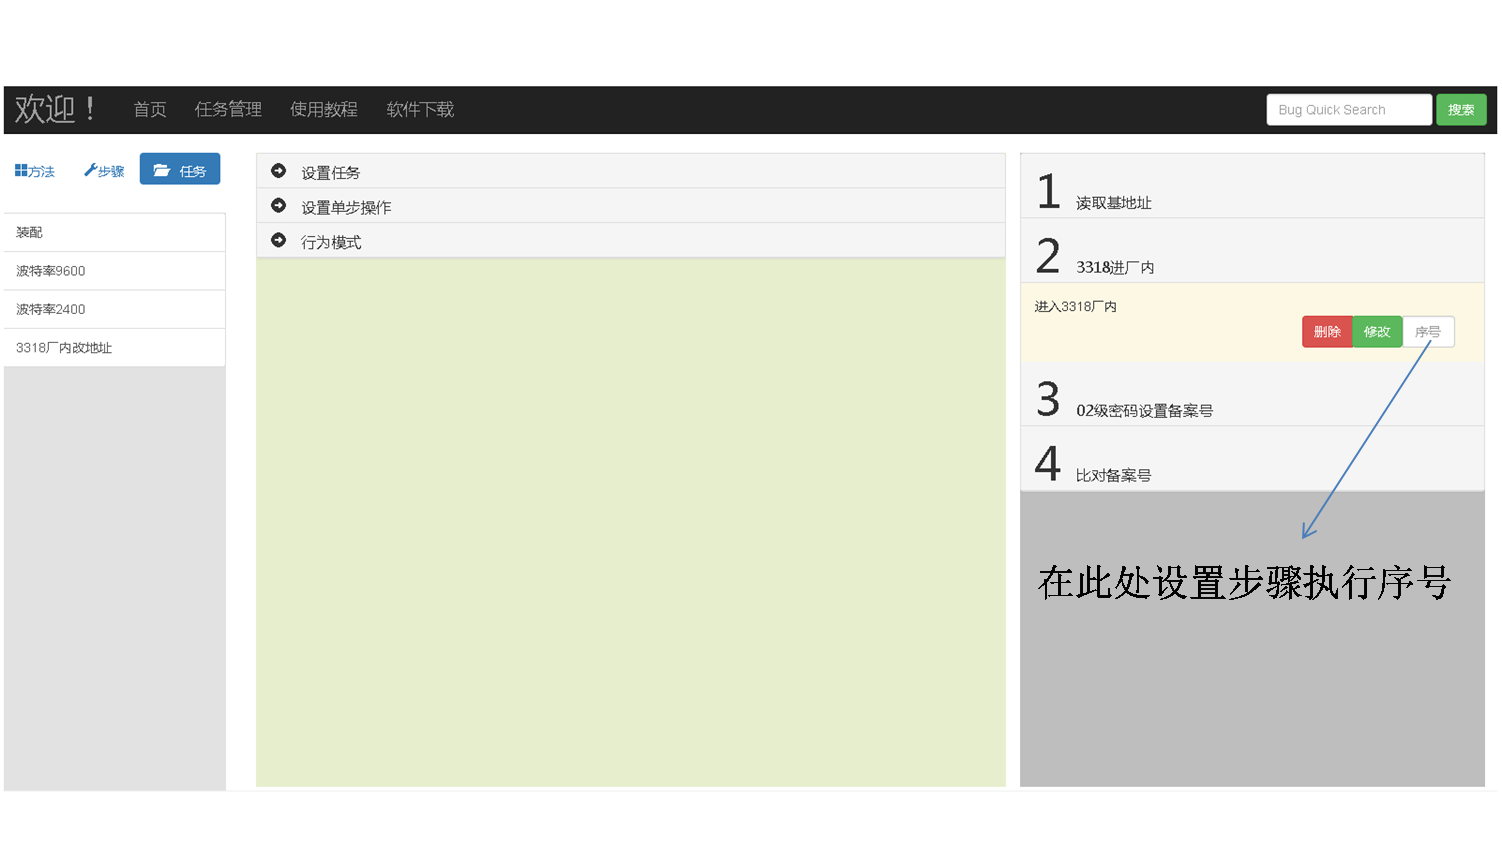 欢迎！ 首页 任务管理 使用教程 软件下载 Bug Quick Search 搜索
方法 步骤 任务
装配
波特率9600
波特率2400
3318厂内改地址
设置任务
设置单步操作
行为模式
1 读取基地址
2 3318进厂内
进入3318厂内
删除 修改 序号
3 02级密码设置备案号
4 比对备案号
在此处设置步骤执行序号